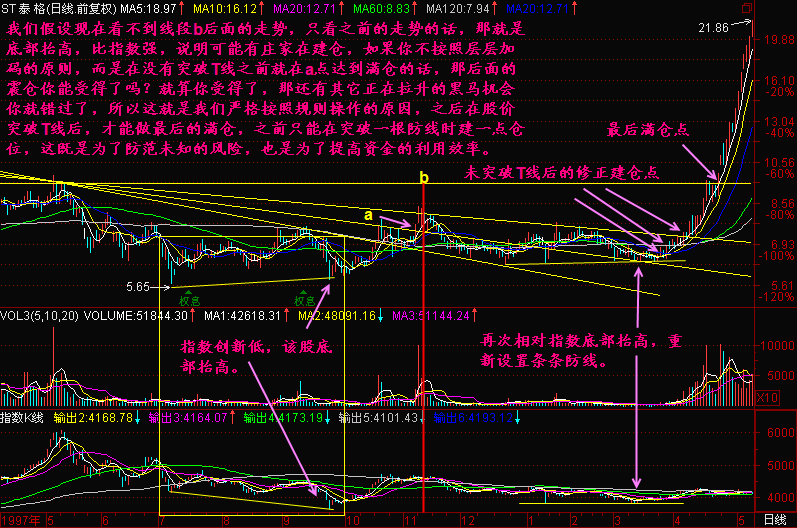 ST泰格(日线.前复权) MA5:18.97↑ MA10:16.12↑ MA20:12.71↑ MA60:8.83↑ MA120:7.94↑ MA20:12.71↑
我们假设现在看不到线段b后面的走势，只看之前的走势的话，那就是
底部抬高，比指数强，说明可能有庄家在建仓，如果你不按照层层加
码的原则，而是在没有突破T线之前就在a点达到满仓的话，那后面的
震仓你能受得了吗？就算你受得了，那还有其它正在拉升的黑马机会
你就错过了，所以这就是我们严格按照规则操作的原因，之后在股价
突破T线后，才能做最后的满仓，之前只能在突破一根防线时建一点仓
位，这既是为了防范未知的风险，也是为了提高资金的利用效率。
21.86
19.88
16.10
-20%
13.04
-40%
10.56
-60%
8.56
-80%
6.93
-100%
5.61
-120%
最后满仓点
未突破T线后的修正建仓点
b
a
5.65
权息
权息
VOL3(5,10,20) VOLUME:51844.30↑ MA1:42618.31↑ MA2:48091.16↓ MA3:51144.24↑
指数创新低，该股底
部抬高。
再次相对指数底部抬高，重
新设置条条防线。
10000
5000
X10
指数K线 输出2:4168.78↓ 输出3:4164.07↑ 输出4:4173.19↓ 输出5:4101.43↓ 输出6:4193.12↓
6000
5000
4000
1997年 5 6 7 8 9 10 11 12 1 2 3 4 5 日线